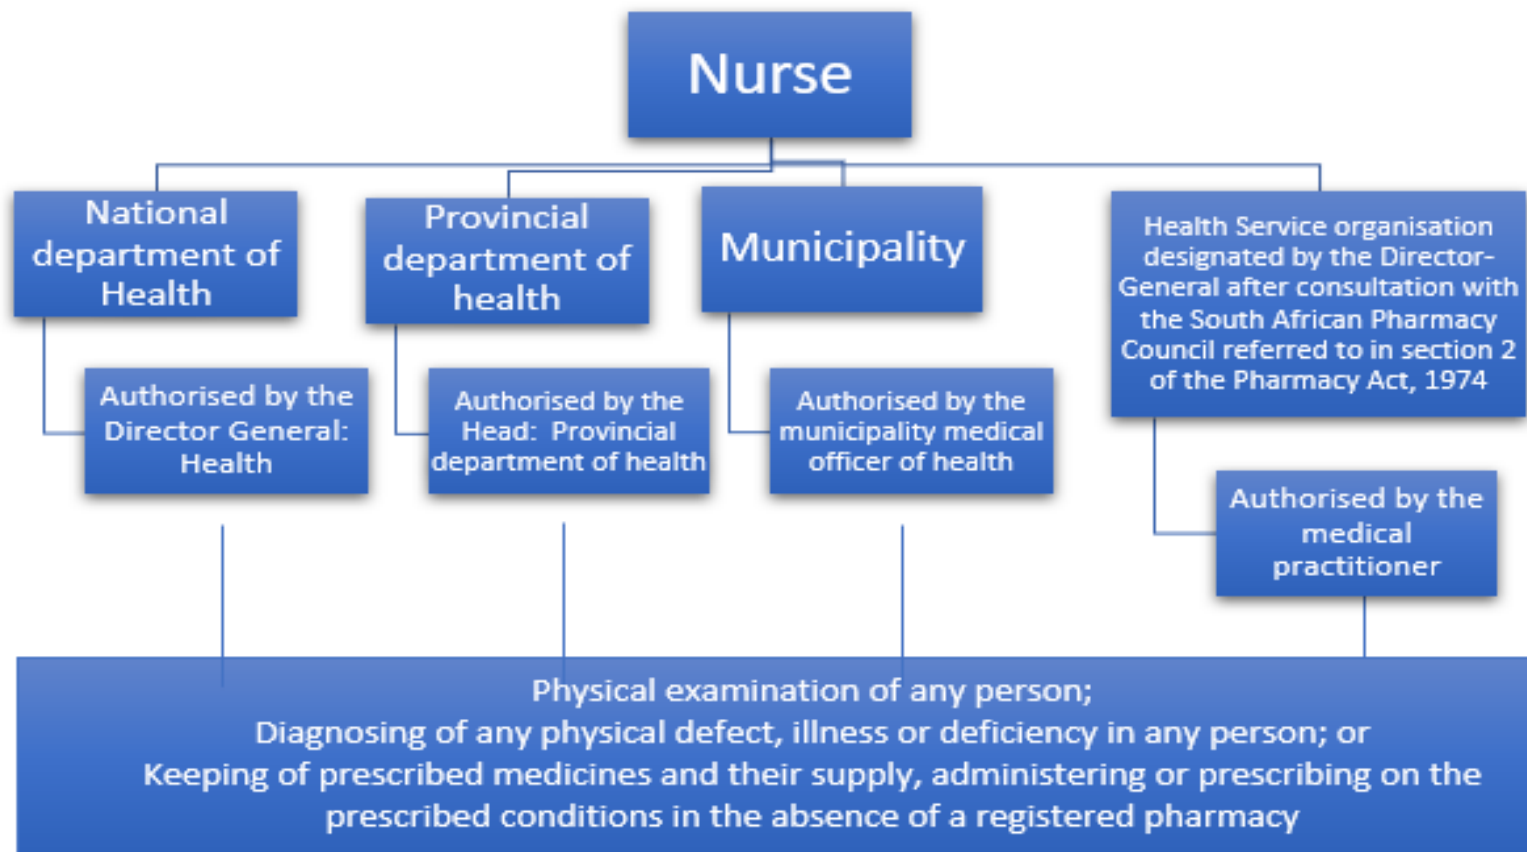 Nurse
National
department of
Health
Provincial
department of
health
Municipality
Health Service organisation
designated by the Director-
General after consultation with
the South African Pharmacy
Council referred to in section 2
of the Pharmacy Act, 1974
Authorised by the
Director General:
Health
Authorised by the
Head: Provincial
department of health
Authorised by the
municipality medical
officer of health
Authorised by the
medical
practitioner
Physical examination of any person;
Diagnosing of any physical defect, illness or deficiency in any person; or
Keeping of prescribed medicines and their supply, administering or prescribing on the
prescribed conditions in the absence of a registered pharmacy